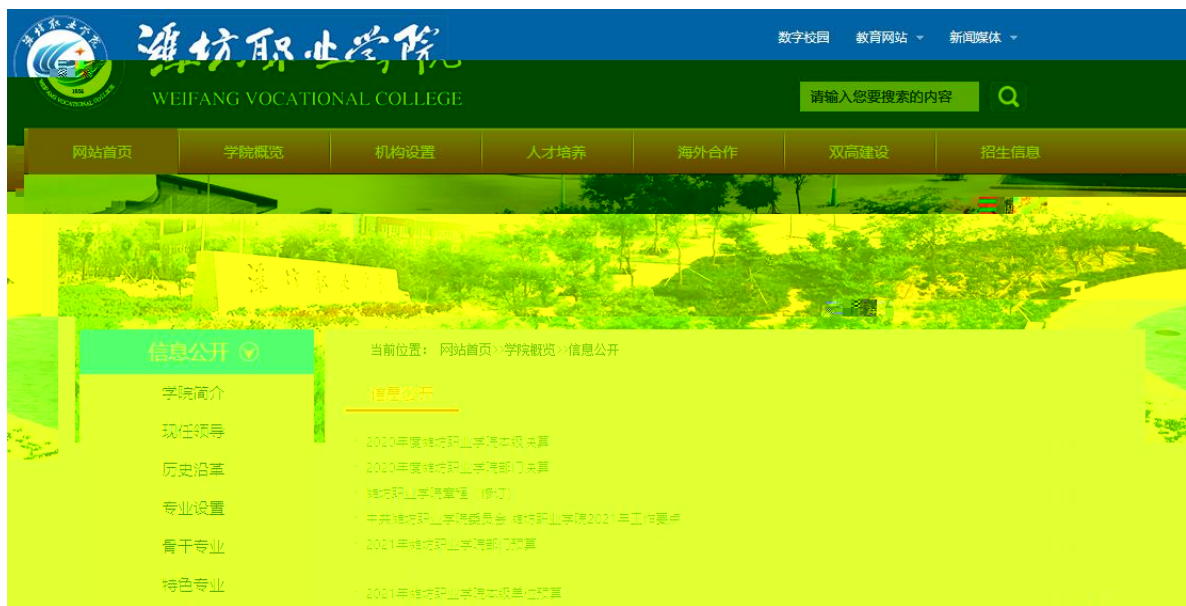 潍坊职业学院
数字校园 教育网站 新闻媒体
WEIFANG VOCATIONAL COLLEGE
请输入您要搜索的内容
网站首页 学院概览 机构设置 人才培养 海外合作 双高建设 招生信息
潍坊职业
信息公开
当前位置： 网站首页>>学院概览>>信息公开
学院简介
信息公开
现任领导
2020年度潍坊职业学院本级决算
2020年度潍坊职业学院部门决算
历史沿革
潍坊职业学院章程（修订）
专业设置
中共潍坊职业学院委员会 潍坊职业学院2021年工作要点
2021年潍坊职业学院部门预算
骨干专业
特色专业
2021年潍坊职业学院本级单位预算